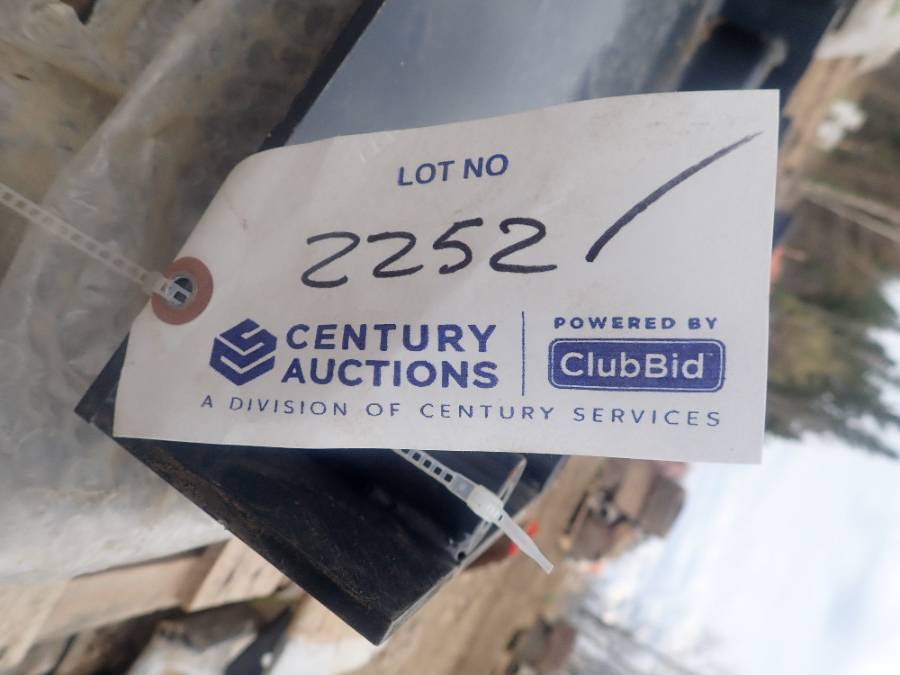 LOT NO
2252 /
CENTURY
AUCTIONS
POWERED BY
ClubBid
A DIVISION OF CENTURY SERVICES